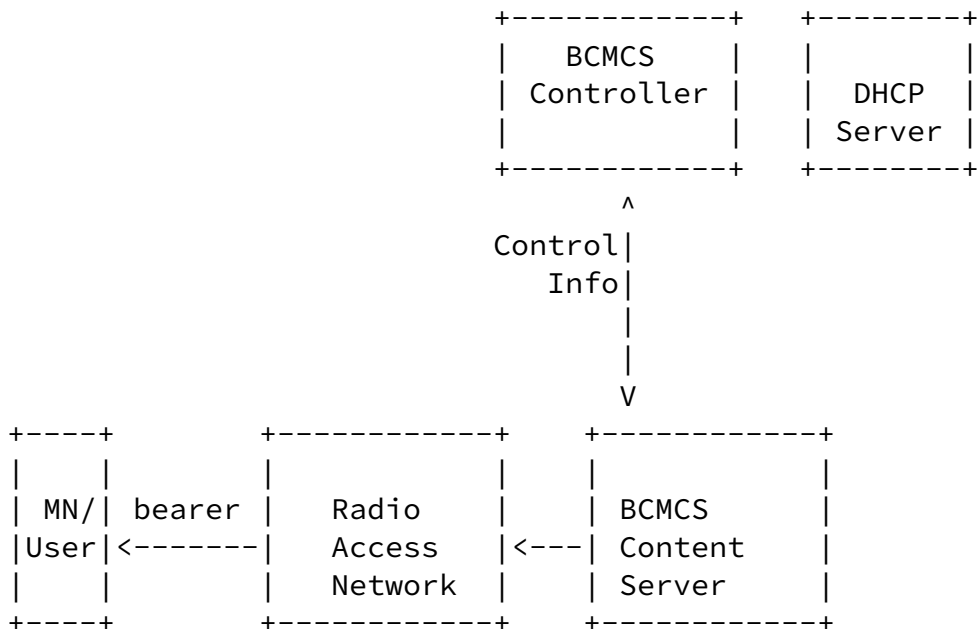 +------------+   +--------+
|   BCMCS    |   |        |
| Controller |   |  DHCP  |
|            |   | Server |
+------------+   +--------+
^
Control|
Info|
|
|
V
+----+        +------------+    +------------+
|    |        |            |    |            |
| MN/| bearer |   Radio    |    | BCMCS      |
|User|<-------|   Access   |<---| Content    |
|    |        |   Network  |    | Server     |
+----+        +------------+    +------------+